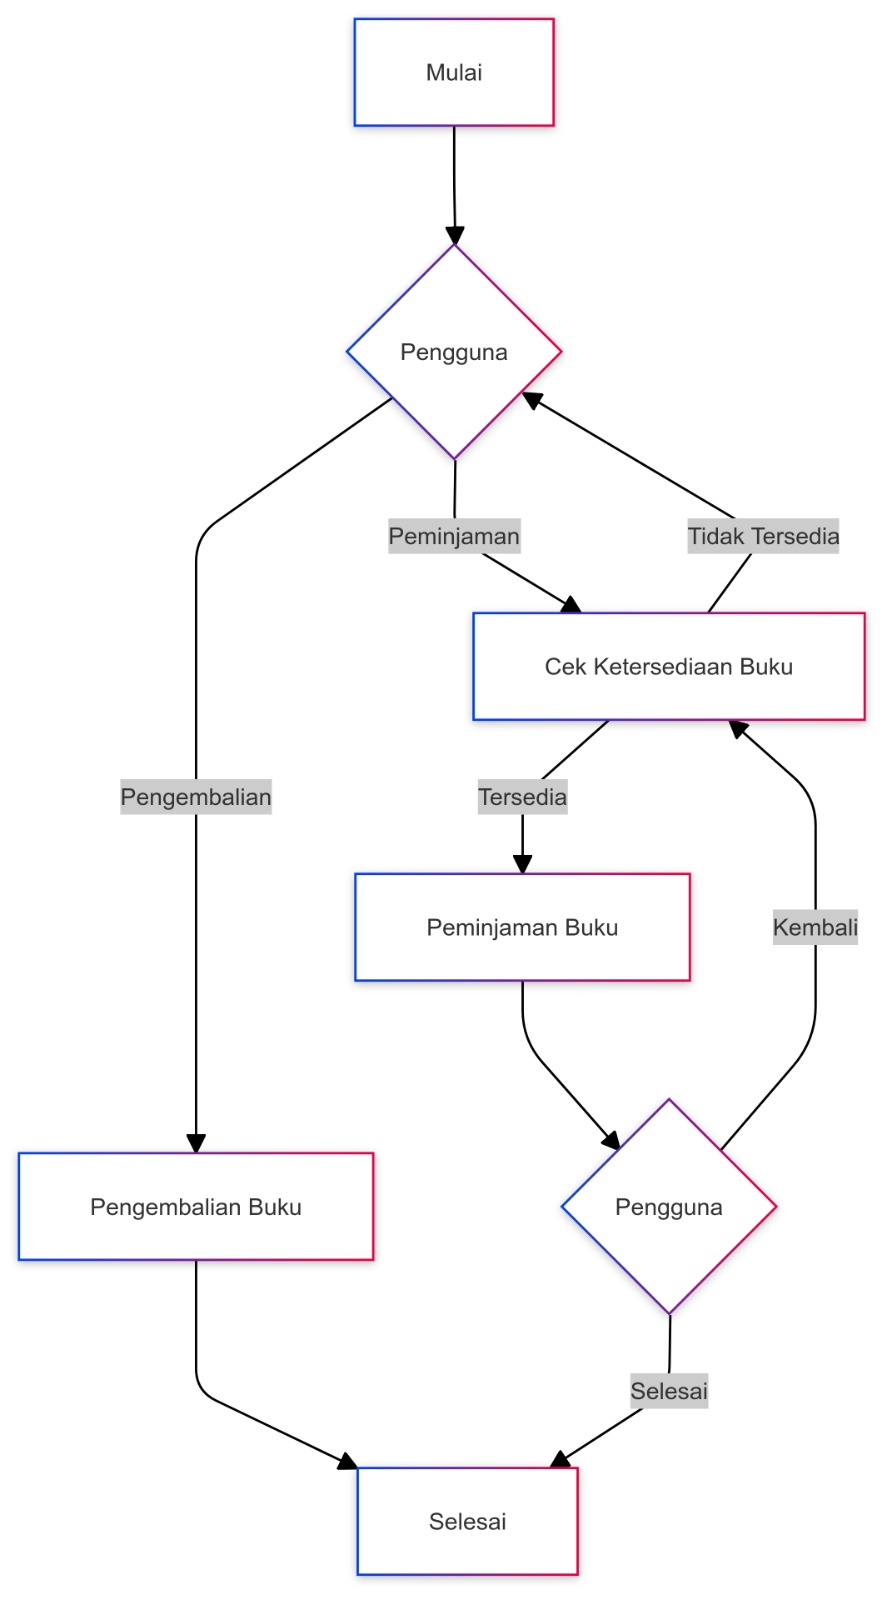 Mulai
Pengguna
Peminjaman
Tidak Tersedia
Cek Ketersediaan Buku
Pengembalian
Tersedia
Peminjaman Buku
Kembali
Pengembalian Buku
Pengguna
Selesai
Selesai